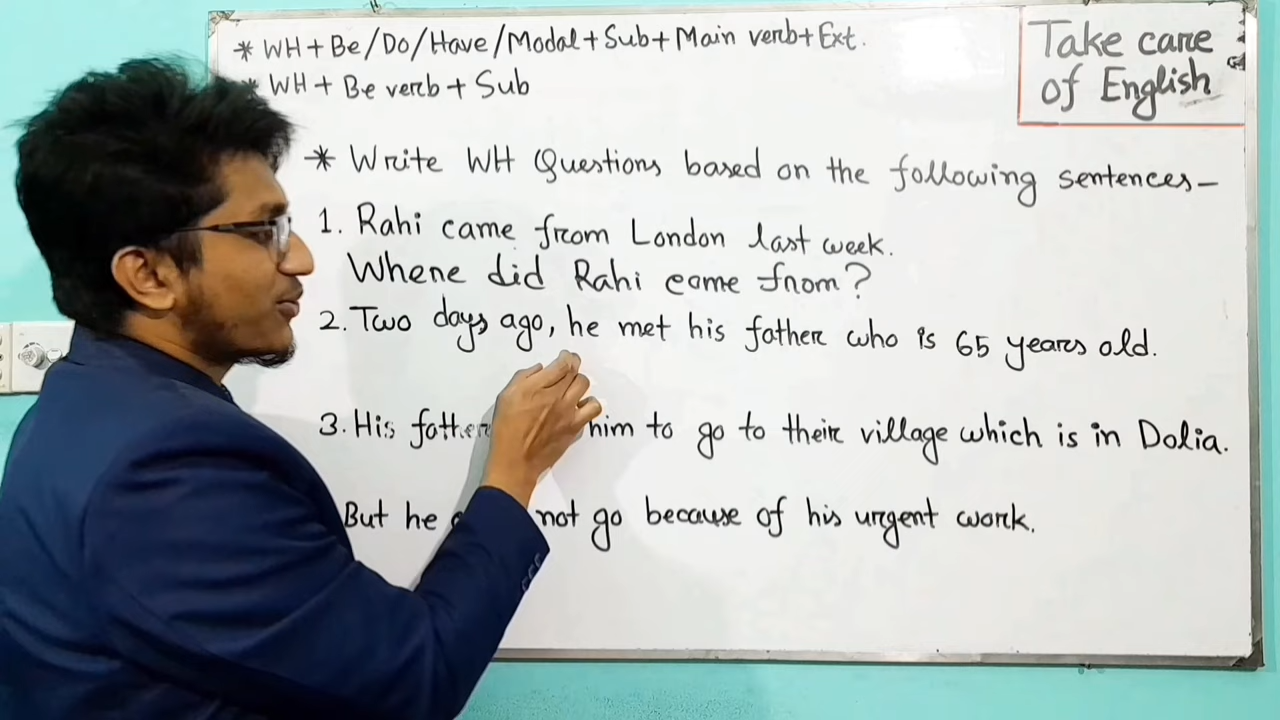 * WH + Be/Do/Have/Modal + Sub + Main verb + Ext.
* WH + Be verb + Sub
Take care
of English
* Write WH Questions based on the following sentences-
1. Rahi came from London last week.
Where did Rahi come from?
2. Two days ago, he met his father who is 65 years old.
3. His father him to go to their village which is in Dolia.
But he not go because of his urgent work.